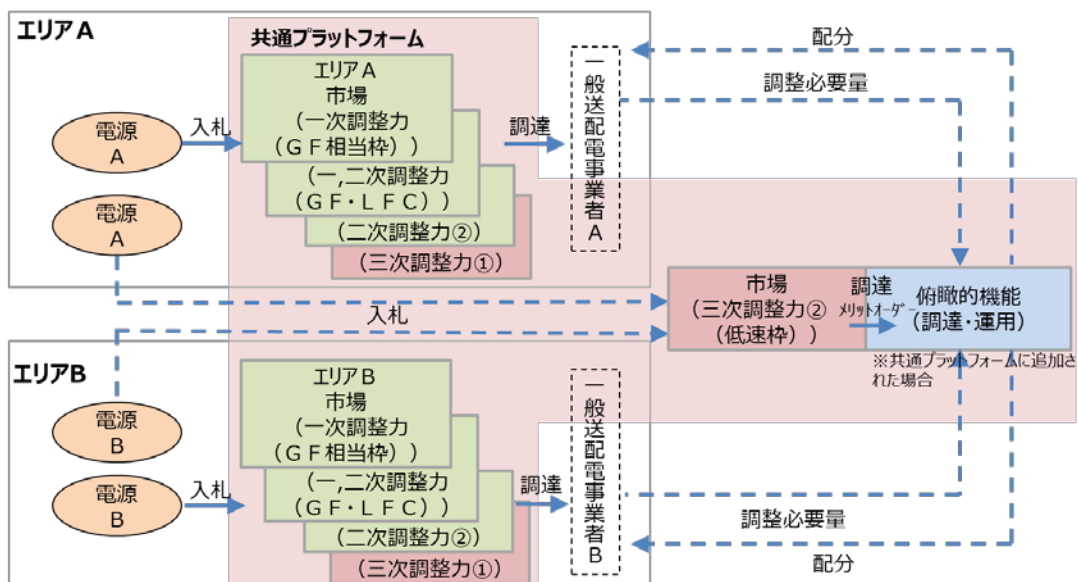 エリアA
共通プラットフォーム
エリアA
市場
(一次調整力
(GF相当枠))
(一,二次調整力
(GF・LFC))
(二次調整力②)
(三次調整力①)
電源
A
入札
電源
A
調達
一般送配電事業者A
配分
調整必要量
入札
市場
(三次調整力②
(低速枠))
調達
メリットオーダー
俯瞰的機能
(調達・運用)
※共通プラットフォームに追加さ
れた場合
エリアB
エリアB
市場
(一次調整力
(GF相当枠))
(一,二次調整力
(GF・LFC))
(二次調整力②)
(三次調整力①)
電源
B
電源
B
入札
調達
一般送配電事業者B
調整必要量
配分